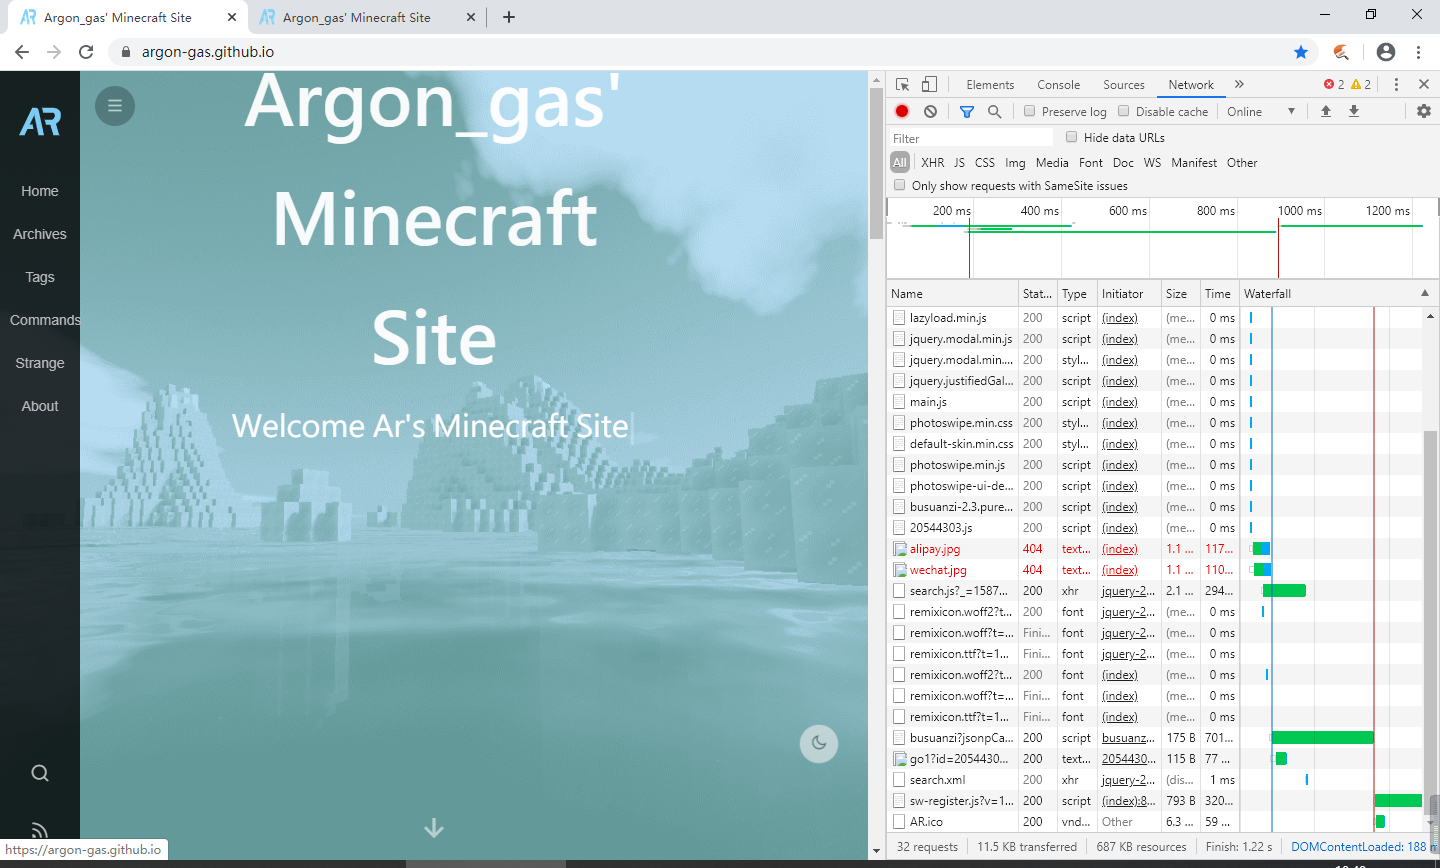 Argon_gas' Minecraft Site
Argon_gas' Minecraft Site
argon-gas.github.io
AR
Home
Archives
Tags
Commands
Strange
About
Argon_gas'
Minecraft
Site
Welcome Ar's Minecraft Site
https://argon-gas.github.io
Elements Console Sources Network 2 2
Preserve log Disable cache Online
Filter Hide data URLs
All XHR JS CSS Img Media Font Doc WS Manifest Other
Only show requests with SameSite issues
200 ms 400 ms 600 ms 800 ms 1000 ms 1200 ms
Name Stat... Type Initiator Size Time Waterfall
lazyload.min.js 200 script (index) (me... 0 ms
jquery.modal.min.js 200 script (index) (me... 0 ms
jquery.modal.min.... 200 styl... (index) (me... 0 ms
jquery.justifiedGal... 200 script (index) (me... 0 ms
main.js 200 script (index) (me... 0 ms
photoswipe.min.css 200 styl... (index) (me... 0 ms
default-skin.min.css 200 styl... (index) (me... 0 ms
photoswipe.min.js 200 script (index) (me... 0 ms
photoswipe-ui-de... 200 script (index) (me... 0 ms
busuanzi-2.3.pure... 200 script (index) (me... 0 ms
20544303.js 200 script (index) (me... 0 ms
alipay.jpg 404 text... (index) 1.1 ... 117...
wechat.jpg 404 text... (index) 1.1 ... 110...
search.js?_=1587... 200 xhr jquery-2... 2.1 ... 294...
remixicon.woff2?t... 200 font jquery-2... (me... 0 ms
remixicon.woff?t=... Fini... font jquery-2... (me... 0 ms
remixicon.ttf?t=1... Fini... font jquery-2... (me... 0 ms
remixicon.woff2?t... 200 font (index) (me... 0 ms
remixicon.woff?t=... Fini... font (index) (me... 0 ms
remixicon.ttf?t=1... Fini... font (index) (me... 0 ms
busuanzi?jsonpCa... 200 script busuanz... 175 B 701...
go1?id=2054430... 200 text... 2054430... 115 B 77 ...
search.xml 200 xhr jquery-2... (dis... 1 ms
sw-register.js?v=1... 200 script (index):8... 793 B 320...
AR.ico 200 vnd... Other 6.3 ... 59 ...
32 requests 11.5 KB transferred 687 KB resources Finish: 1.22 s DOMContentLoaded: 188 m